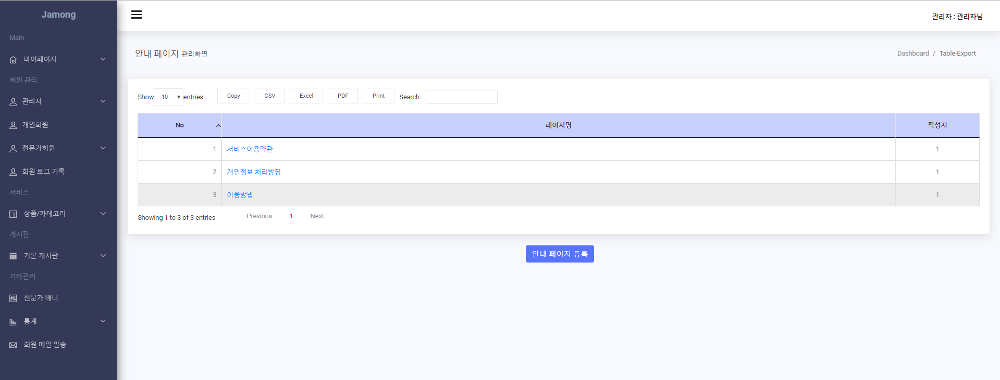 Jamong
관리자 : 관리자님
Main
마이페이지
회원 관리
관리자
개인회원
전문가회원
회원 로그 기록
서비스
상품/카테고리
게시판
기본 게시판
기타관리
전문가 배너
통계
회원 메일 발송
안내 페이지 관리화면
Dashboard / Table-Export
Show 10 entries Copy CSV Excel PDF Print Search:
No 페이지명 작성자
1 서비스이용약관 1
2 개인정보 처리방침 1
3 이용방법 1
Showing 1 to 3 of 3 entries Previous 1 Next
안내 페이지 등록